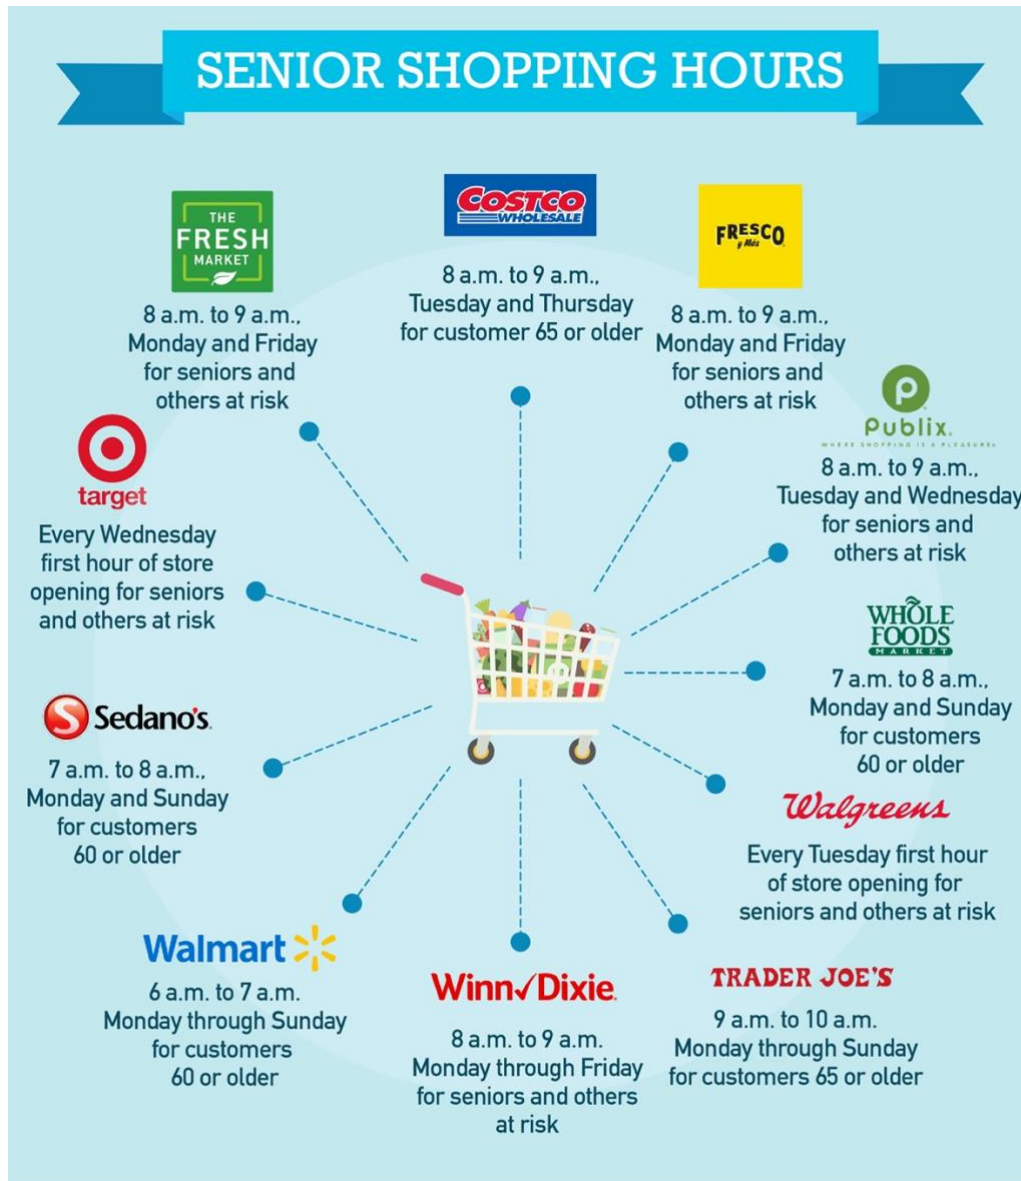 SENIOR SHOPPING HOURS
THE
FRESH
MARKET
8 a.m. to 9 a.m.,
Monday and Friday
for seniors and
others at risk
COSTCO
WHOLESALE
8 a.m. to 9 a.m.,
Tuesday and Thursday
for customer 65 or older
FRESCO
y Más
8 a.m. to 9 a.m.,
Monday and Friday
for seniors and
others at risk
Publix.
WHERE SHOPPING IS A PLEASURE
8 a.m. to 9 a.m.,
Tuesday and Wednesday
for seniors and
others at risk
target
Every Wednesday
first hour of store
opening for seniors
and others at risk
WHOLE
FOODS
MARKET
7 a.m. to 8 a.m.,
Monday and Sunday
for customers
60 or older
Sedano's.
7 a.m. to 8 a.m.,
Monday and Sunday
for customers
60 or older
Walgreens
Every Tuesday first hour
of store opening for
seniors and others at risk
Walmart
6 a.m. to 7 a.m.
Monday through Sunday
for customers
60 or older
Winn✓Dixie.
8 a.m. to 9 a.m.
Monday through Friday
for seniors and others
at risk
TRADER JOE'S
9 a.m. to 10 a.m.
Monday through Sunday
for customers 65 or older